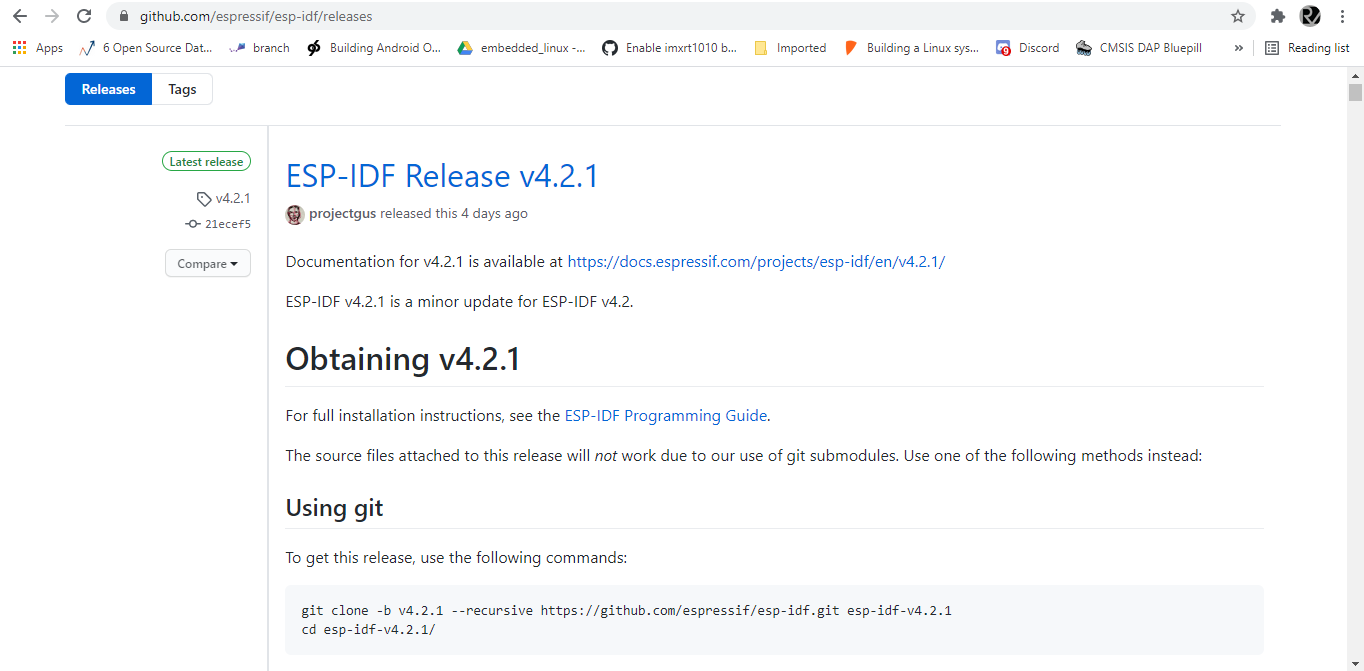 github.com/espressif/esp-idf/releases
Apps 6 Open Source Dat... branch Building Android O... embedded_linux -... Enable imxrt1010 b... Imported Building a Linux sys... Discord CMSIS DAP Bluepill » Reading list
Releases Tags
Latest release
v4.2.1
21ecef5
Compare
ESP-IDF Release v4.2.1
projectgus released this 4 days ago
Documentation for v4.2.1 is available at https://docs.espressif.com/projects/esp-idf/en/v4.2.1/
ESP-IDF v4.2.1 is a minor update for ESP-IDF v4.2.
Obtaining v4.2.1
For full installation instructions, see the ESP-IDF Programming Guide.
The source files attached to this release will not work due to our use of git submodules. Use one of the following methods instead:
Using git
To get this release, use the following commands:
git clone -b v4.2.1 --recursive https://github.com/espressif/esp-idf.git esp-idf-v4.2.1
cd esp-idf-v4.2.1/